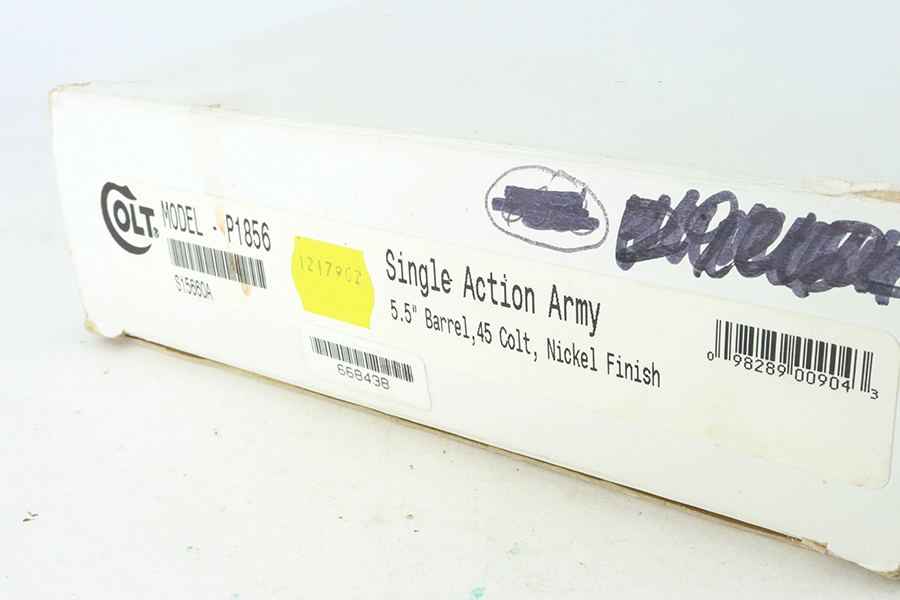 COLT®
MODEL - P1856
S15660A
1217962
Single Action Army
5.5" Barrel,45 Colt, Nickel Finish
668438
0 98289 00904 3